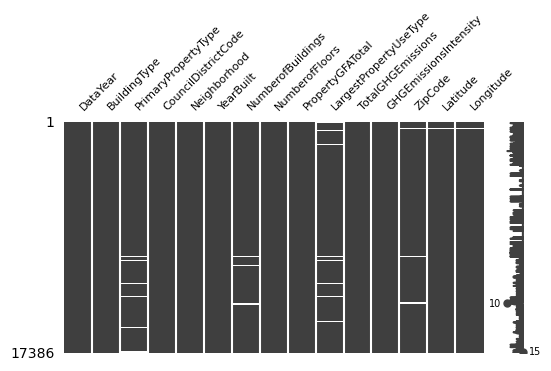 DataYear
BuildingType
PrimaryPropertyType
CouncilDistrictCode
Neighborhood
YearBuilt
NumberofBuildings
NumberofFloors
PropertyGFATotal
LargestPropertyUseType
TotalGHGEmissions
GHGEmissionsIntensity
ZipCode
Latitude
Longitude
1
10
17386
15